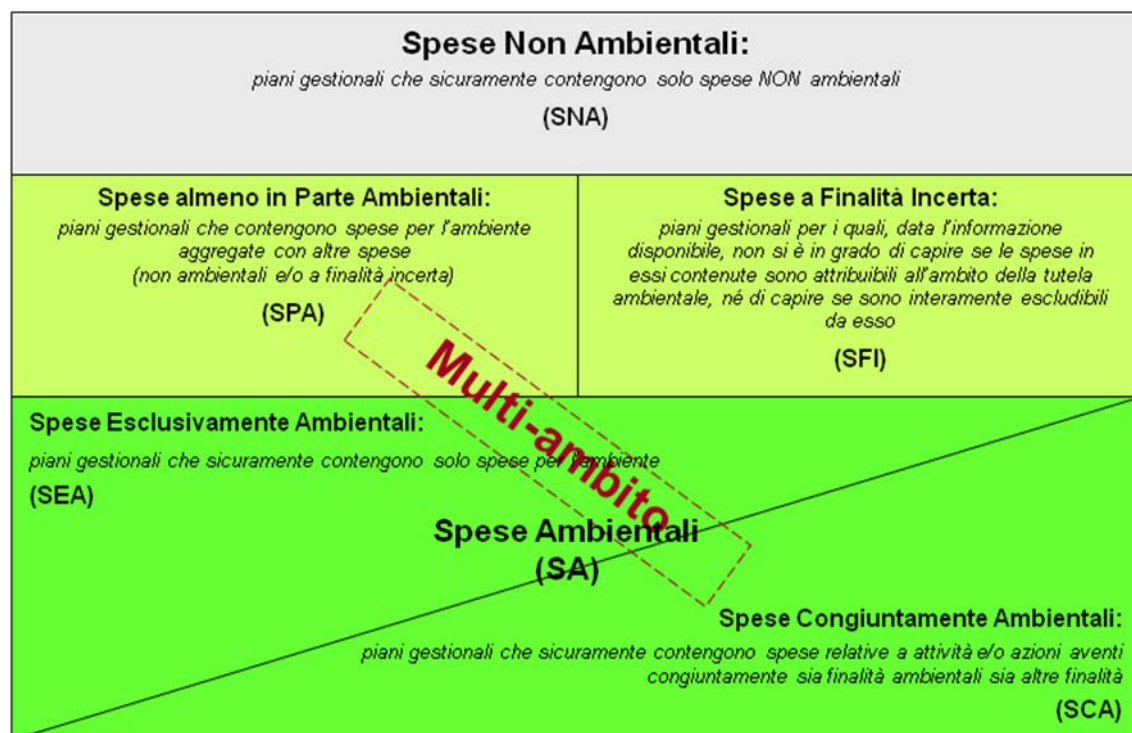 Spese Non Ambientali:
piani gestionali che sicuramente contengono solo spese NON ambientali
(SNA)
Spese almeno in Parte Ambientali:
piani gestionali che contengono spese per l'ambiente
aggregate con altre spese
(non ambientali e/o a finalità incerta)
(SPA)
Spese a Finalità Incerta:
piani gestionali per i quali, data l'informazione
disponibile, non si è in grado di capire se le spese in
essi contenute sono attribuibili all'ambito della tutela
ambientale, né di capire se sono interamente escludibili
da esso
(SFI)
Multi-ambito
Spese Esclusivamente Ambientali:
piani gestionali che sicuramente contengono solo spese per l'ambiente
(SEA)
Spese Ambientali
(SA)
Spese Congiuntamente Ambientali:
piani gestionali che sicuramente contengono spese relative a attività e/o azioni aventi
congiuntamente sia finalità ambientali sia altre finalità
(SCA)